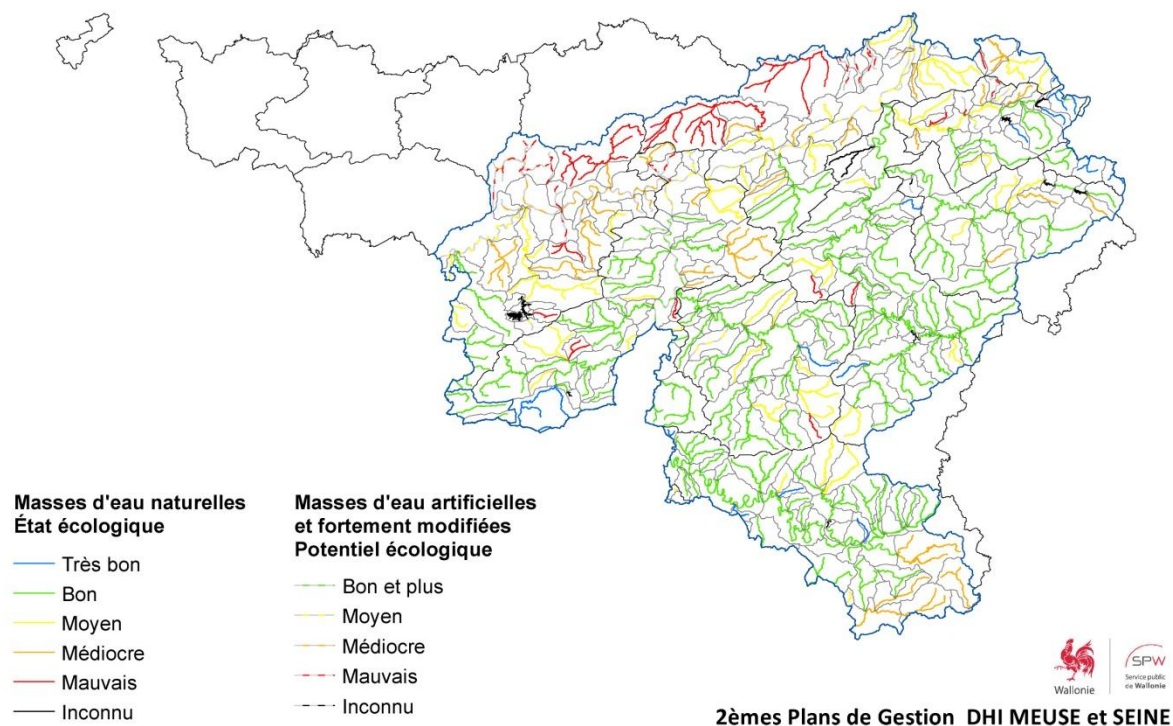 Masses d'eau naturelles
État écologique
Très bon
Bon
Moyen
Médiocre
Mauvais
Inconnu
Masses d'eau artificielles
et fortement modifiées
Potentiel écologique
Bon et plus
Moyen
Médiocre
Mauvais
Inconnu
Wallonie
SPW
Service public
de Wallonie
2èmes Plans de Gestion DHI MEUSE et SEINE